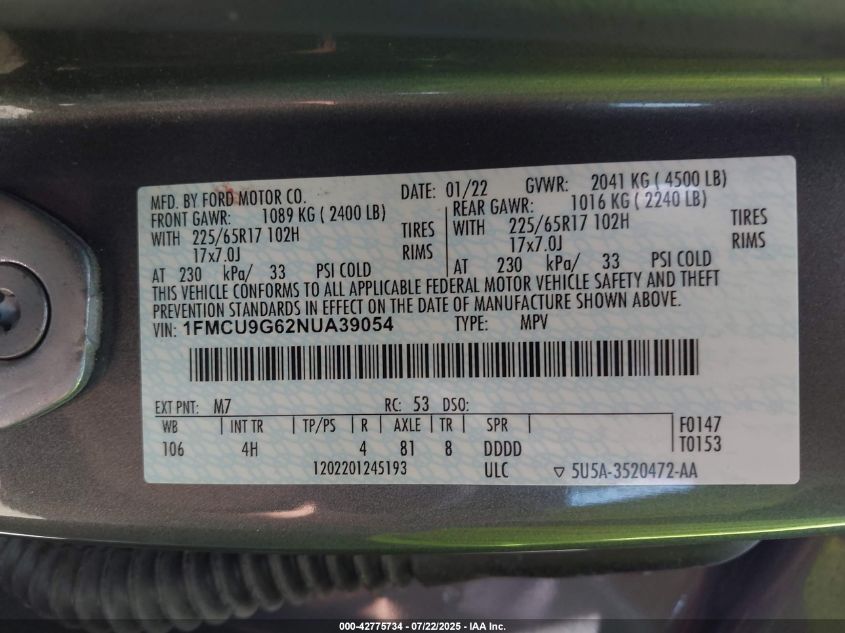 MFD. BY FORD MOTOR CO. DATE: 01/22 GVWR: 2041 KG ( 4500 LB)
FRONT GAWR: 1089 KG ( 2400 LB) REAR GAWR: 1016 KG ( 2240 LB)
WITH 225/65R17 102H TIRES WITH 225/65R17 102H TIRES
17x7.0J RIMS 17x7.0J RIMS
AT 230 kPa/ 33 PSI COLD AT 230 kPa/ 33 PSI COLD
THIS VEHICLE CONFORMS TO ALL APPLICABLE FEDERAL MOTOR VEHICLE SAFETY AND THEFT
PREVENTION STANDARDS IN EFFECT ON THE DATE OF MANUFACTURE SHOWN ABOVE.
VIN: 1FMCU9G62NUA39054 TYPE: MPV
EXT PNT: M7 RC: 53 DSO:
WB INT TR TP/PS R AXLE TR SPR F0147
106 4H 4 81 8 DDDD T0153
1202201245193 ULC ▽ 5U5A-3520472-AA
000-42775734 - 07/22/2025 - IAA Inc.